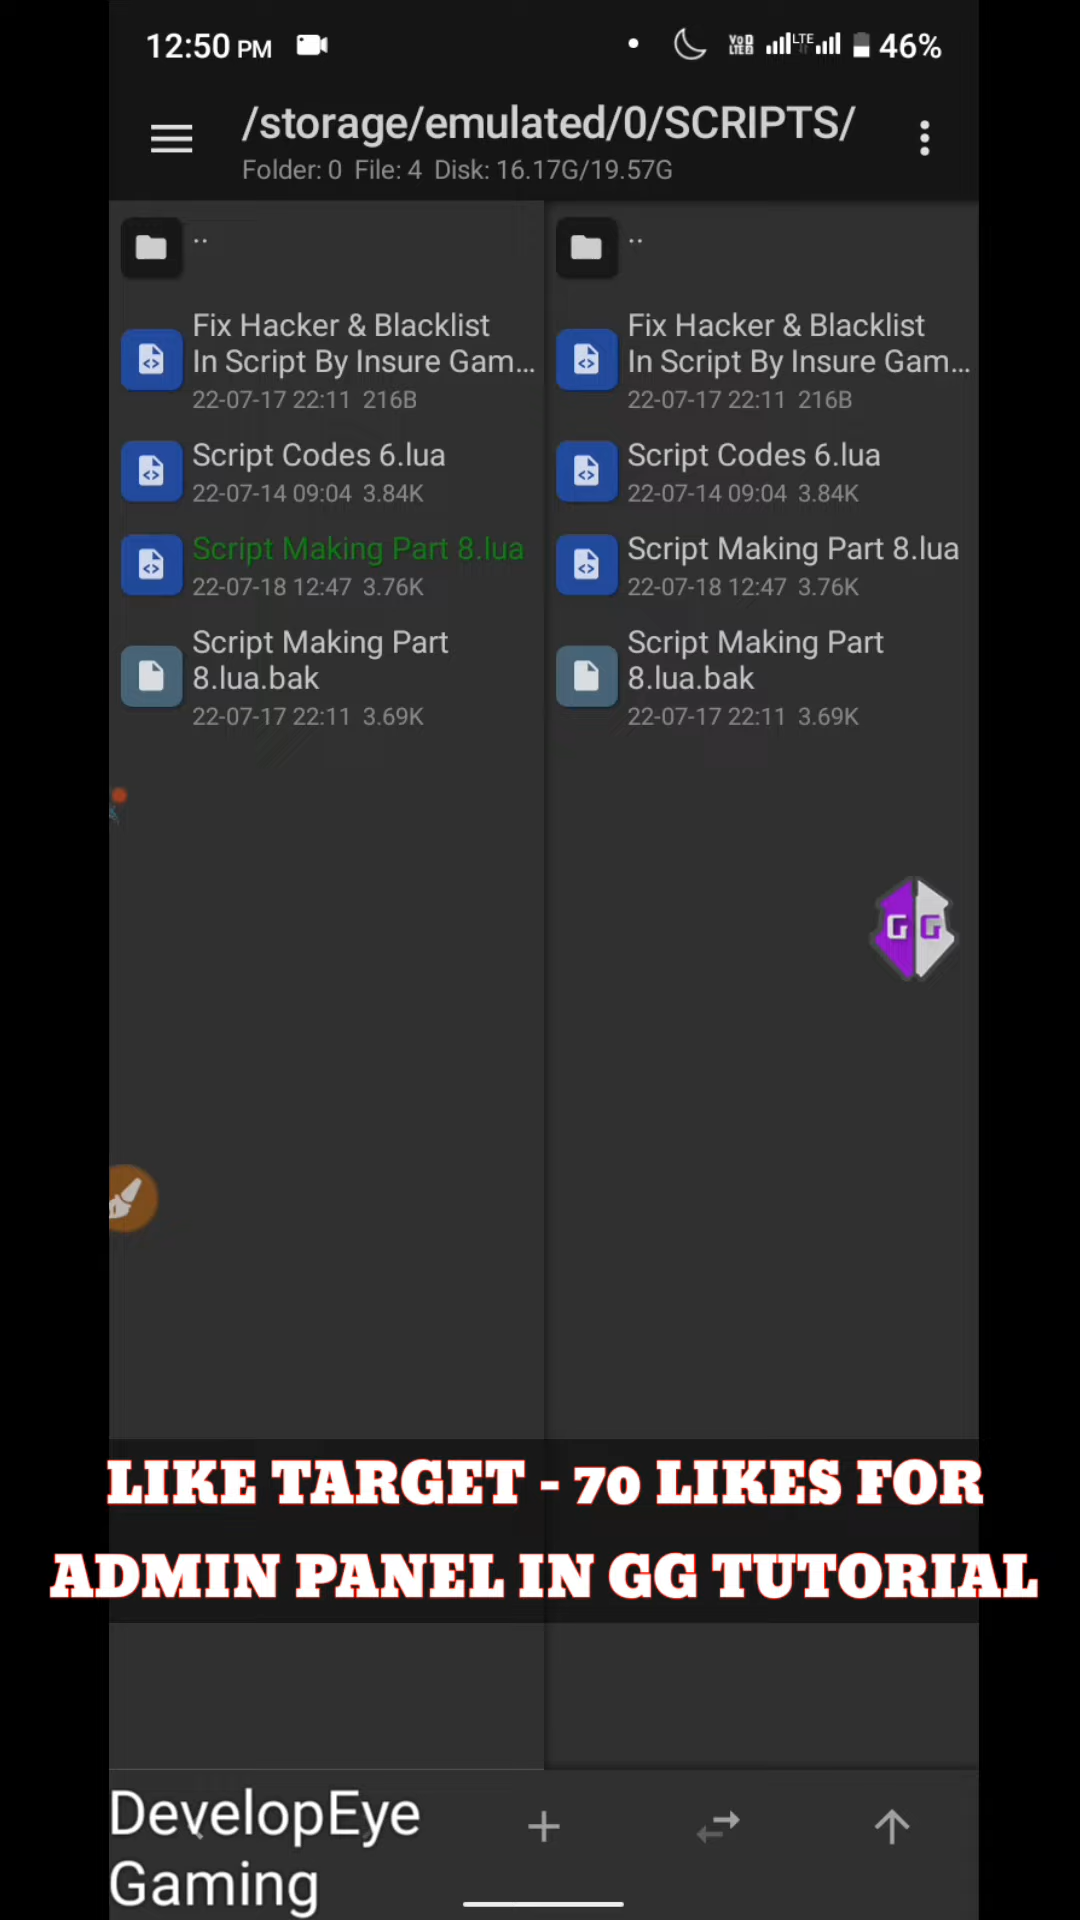 12:50 PM
VoD LTE2 LTE 46%
/storage/emulated/0/SCRIPTS/
Folder: 0 File: 4 Disk: 16.17G/19.57G
..
Fix Hacker & Blacklist
In Script By Insure Gam...
22-07-17 22:11 216B
Script Codes 6.lua
22-07-14 09:04 3.84K
Script Making Part 8.lua
22-07-18 12:47 3.76K
Script Making Part
8.lua.bak
22-07-17 22:11 3.69K
..
Fix Hacker & Blacklist
In Script By Insure Gam...
22-07-17 22:11 216B
Script Codes 6.lua
22-07-14 09:04 3.84K
Script Making Part 8.lua
22-07-18 12:47 3.76K
Script Making Part
8.lua.bak
22-07-17 22:11 3.69K
GG
LIKE TARGET - 70 LIKES FOR
ADMIN PANEL IN GG TUTORIAL
DevelopEye
Gaming